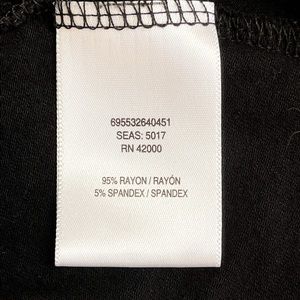 695532640451
SEAS: 5017
RN 42000
95% RAYON / RAYÓN
5% SPANDEX / SPANDEX